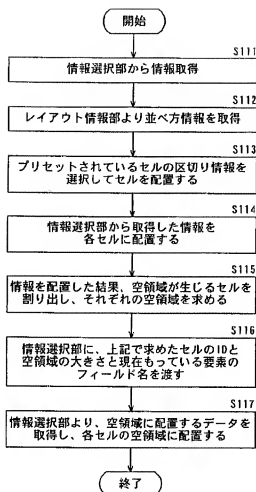 開始
S111
情報選択部から情報取得
S112
レイアウト情報部より並べ方情報を取得
S113
プリセットされているセルの区切り情報を
選択してセルを配置する
S114
情報選択部から取得した情報を
各セルに配置する
S115
情報を配置した結果、空領域が生じるセルを
割り出し、それぞれの空領域を求める
S116
情報選択部に、上記で求めたセルのIDと
空領域の大きさと現在もっている要素の
フィールド名を渡す
S117
情報選択部より、空領域に配置するデータを
取得し、各セルの空領域に配置する
終了